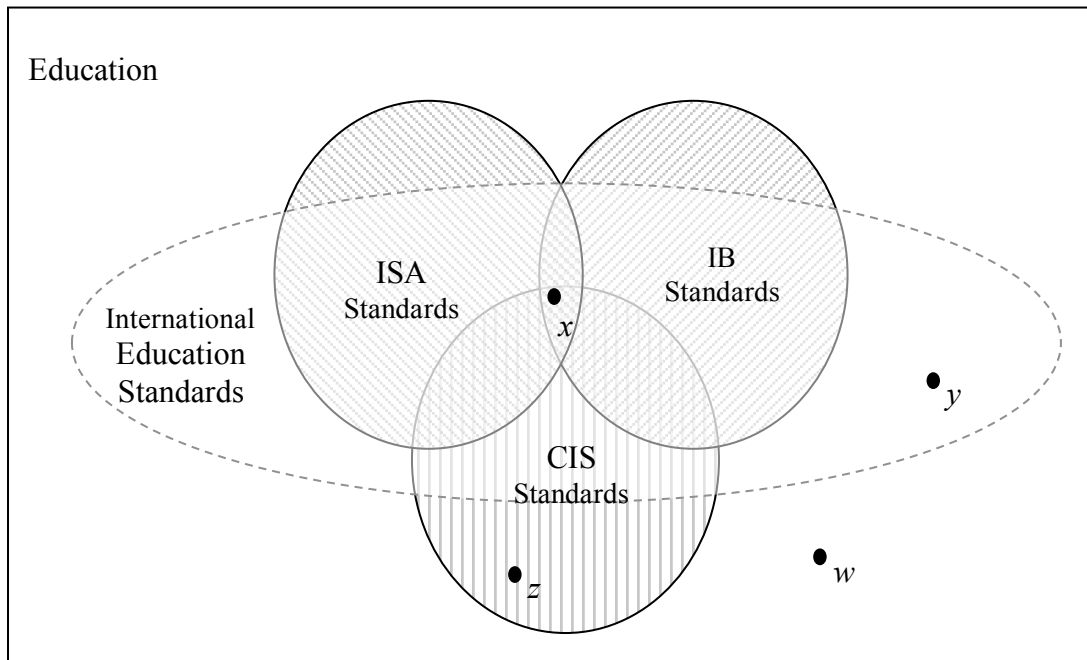 Education
ISA
Standards
IB
Standards
x
International
Education
Standards
y
CIS
Standards
z
w